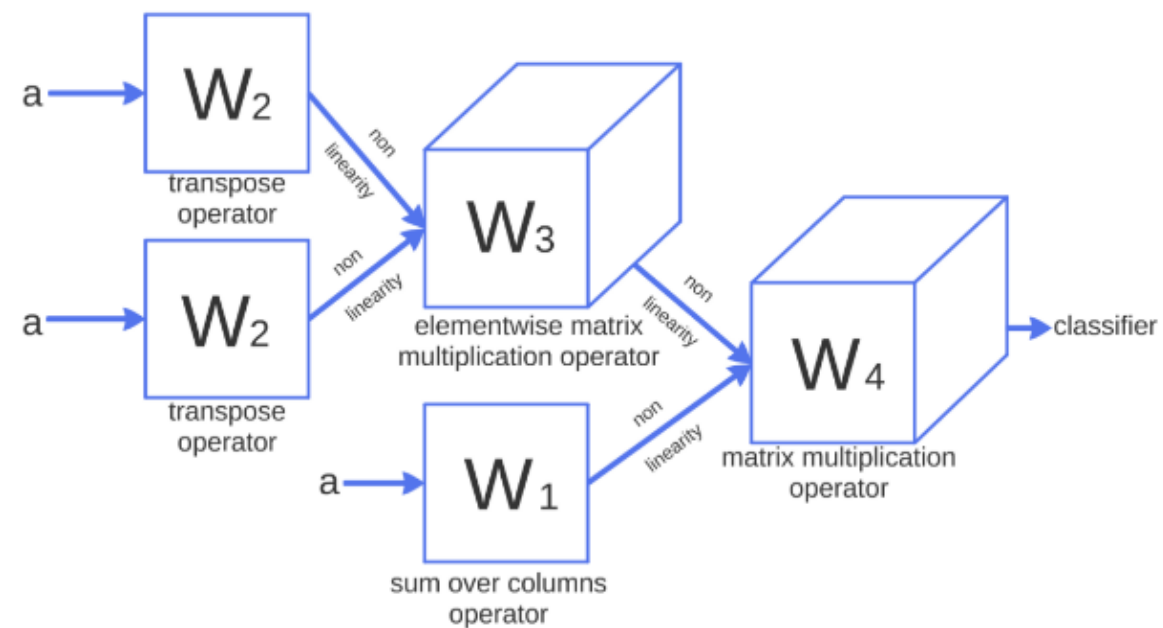 a
W2
transpose
operator
non
linearity
a
W2
transpose
operator
non
linearity
W3
elementwise matrix
multiplication operator
non
linearity
a
W1
sum over columns
operator
non
linearity
W4
matrix multiplication
operator
classifier